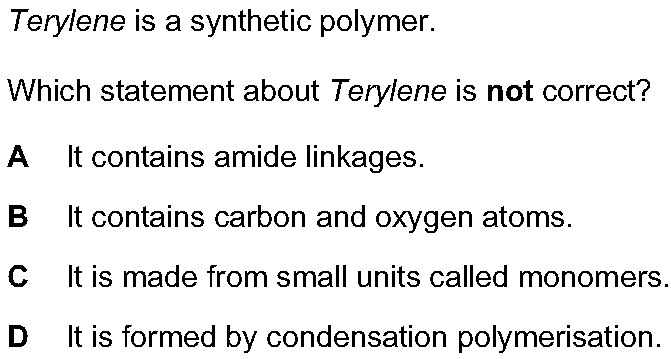 Terylene is a synthetic polymer.
Which statement about Terylene is not correct?
A It contains amide linkages.
B It contains carbon and oxygen atoms.
C It is made from small units called monomers.
D It is formed by condensation polymerisation.